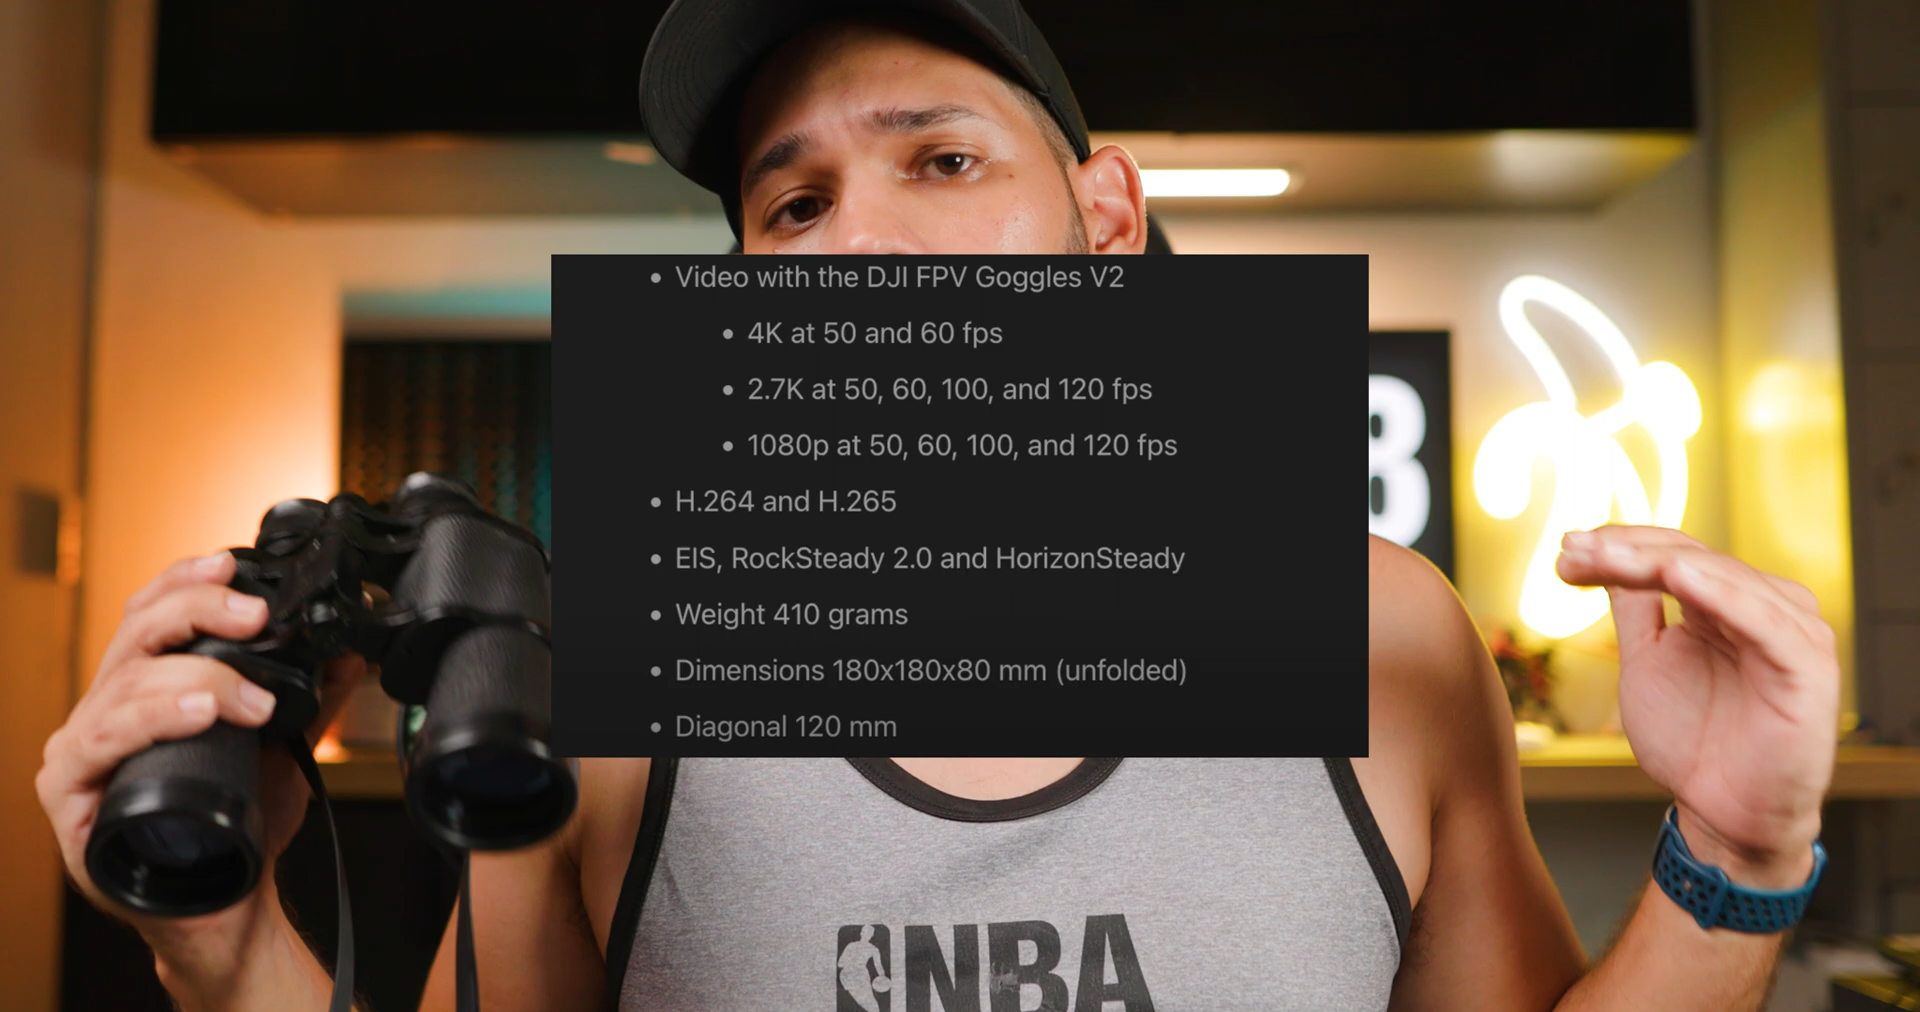 • Video with the DJI FPV Goggles V2
• 4K at 50 and 60 fps
• 2.7K at 50, 60, 100, and 120 fps
• 1080p at 50, 60, 100, and 120 fps
• H.264 and H.265
• EIS, RockSteady 2.0 and HorizonSteady
• Weight 410 grams
• Dimensions 180x180x80 mm (unfolded)
• Diagonal 120 mm
8
NBA